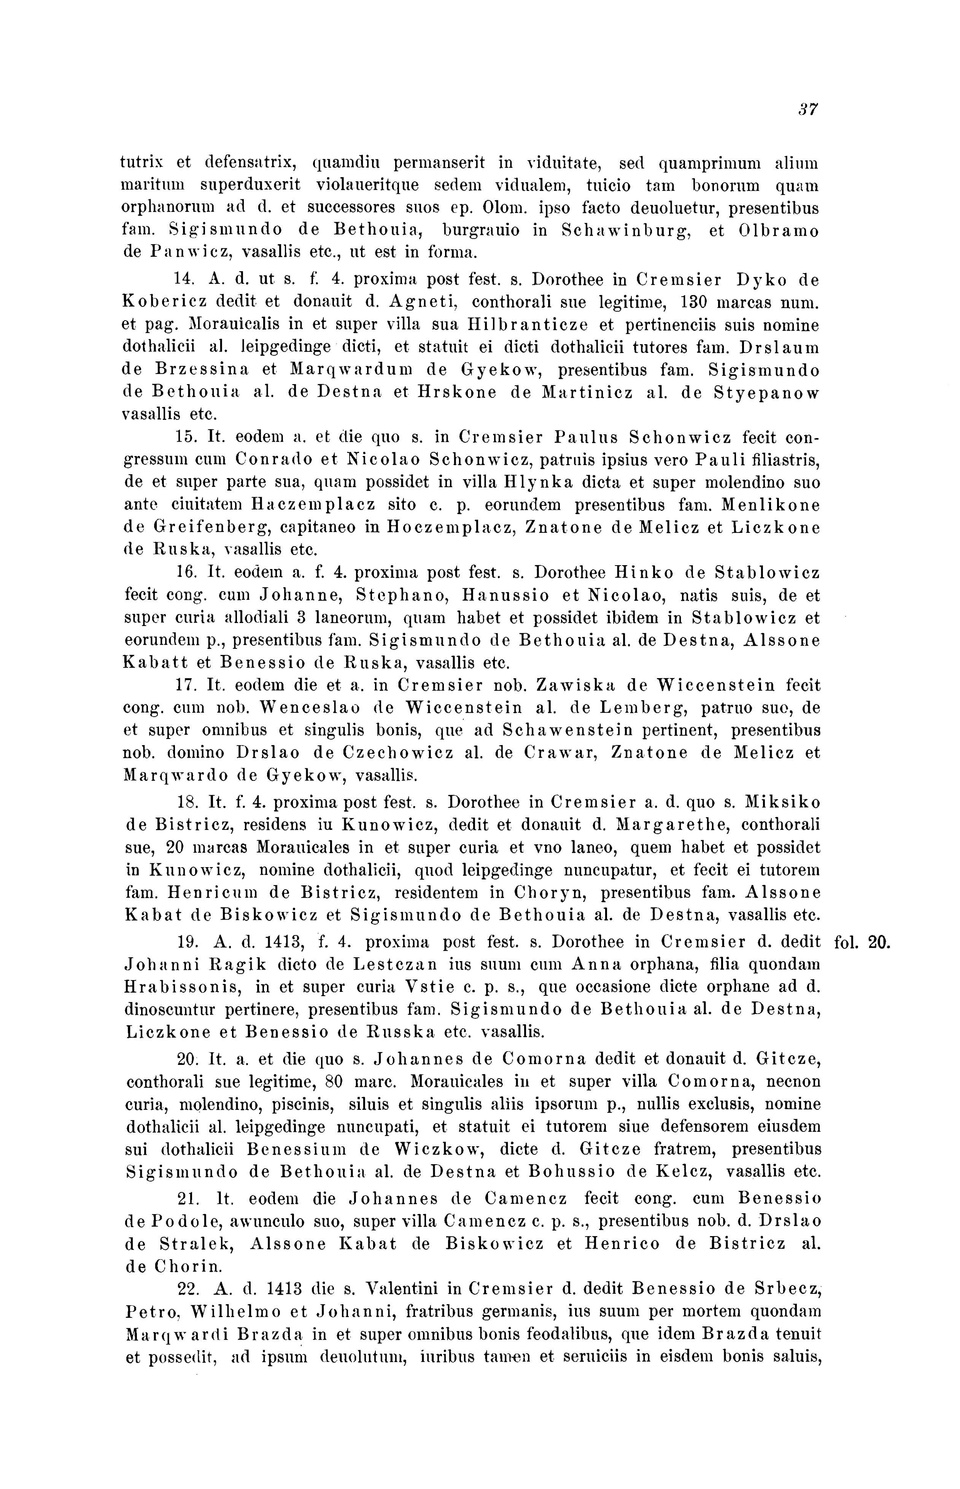 37
tutrix et defensatrix, quamdiu permanserit in viduitate, sed quamprimum alium
maritum superduxerit violaueritque sedem vidualem, tuicio tam bonorum quam
orphanorum ad d. et successores suos ep. Olom. ipso facto deuoluetur, presentibus
fam. Sigismundo de Bethouia, burgrauio in Schawinburg, et Olbramo
de Panwicz, vasallis etc., ut est in forma.
14. A. d. ut s. f. 4. proxima post fest. s. Dorothee in Cremsier Dyko de
Kobericz dedit et donauit d. Agneti, conthorali sue legitime, 130 marcas num.
et pag. Morauicalis in et super villa sua Hilbranticze et pertinenciis suis nomine
dothalicii al. leipgedinge dicti, et statuit ei dicti dothalicii tutores fam. Drslaum
de Brzessina et Marqwardum de Gyekow, presentibus fam. Sigismundo
de Bethouia al. de Destna et Hrskone de Martinicz al. de Styepanow
vasallis etc.
15. It. eodem a. et die quo s. in Cremsier Paulus Schonwicz fecit con-
gressum cum Conrado et Nicolao Schonwicz, patruis ipsius vero Pauli filiastris,
de et super parte sua, quam possidet in villa Hlynka dicta et super molendino suo
ante ciuitatem Haczemplacz sito c. p. eorundem presentibus fam. Menlikone
de Greifenberg, capitaneo in Hoczemplacz, Znatone de Melicz et Liczkone
de Ruska, vasallis etc.
16. It. eodem a. f. 4. proxima post fest. s. Dorothee Hinko de Stablowicz
fecit cong. cum Johanne, Stephano, Hanussio et Nicolao, natis suis, de et
super curia allodiali 3 laneorum, quam habet et possidet ibidem in Stablowicz et
eorundem p., presentibus fam. Sigismundo de Bethouia al. de Destna, Alssone
Kabatt et Benessio de Ruska, vasallis etc.
17. It. eodem die et a. in Cremsier nob. Zawiska de Wiccenstein fecit
cong. cum nob. Wenceslao de Wiccenstein al. de Lemberg, patruo suo, de
et super omnibus et singulis bonis, que ad Schawenstein pertinent, presentibus
nob. domino Drslao de Czechowicz al. de Crawar, Znatone de Melicz et
Marqwardo de Gyekow, vasallis.
18. It. f. 4. proxima post fest. s. Dorothee in Cremsier a. d. quo s. Miksiko
de Bistricz, residens iu Kunowicz, dedit et donauit d. Margarethe, conthorali
sue, 20 marcas Morauicales in et super curia et vno laneo, quem habet et possidet
in Kunowicz, nomine dothalicii, quod leipgedinge nuncupatur, et fecit ei tutorem
fam. Henricum de Bistricz, residentem in Choryn, presentibus fam. Alssone
Kabat de Biskowicz et Sigismundo de Bethouia al. de Destna, vasallis etc.
19. A. d. 1413, f. 4. proxima post fest. s. Dorothee in Cremsier d. dedit fol. 20.
Johanni Ragik dicto de Lestczan ius suum cum Anna orphana, filia quondam
Hrabissonis, in et super curia Vstie c. p. s., que occasione dicte orphane ad d.
dinoscuntur pertinere, presentibus fam. Sigismundo de Bethouia al. de Destna,
Liczkone et Benessio de Russka etc. vasallis.
20. It. a. et die quo s. Johannes de Comorna dedit et donauit d. Gitcze,
conthorali sue legitime, 80 marc. Morauicales in et super villa Comorna, necnon
curia, molendino, piscinis, siluis et singulis aliis ipsorum p., nullis exclusis, nomine
dothalicii al. leipgedinge nuncupati, et statuit ei tutorem siue defensorem eiusdem
sui dothalicii Benessium de Wiczkow, dicte d. Gitcze fratrem, presentibus
Sigismundo de Bethouia al. de Destna et Bohussio de Kelcz, vasallis etc.
21. It. eodem die Johannes de Camencz fecit cong. cum Benessio
de Podole, awunculo suo, super villa Camencz c. p. s., presentibus nob. d. Drslao
de Stralek, Alssone Kabat de Biskowicz et Henrico de Bistricz al.
de Chorin.
22. A. d. 1413 die s. Valentini in Cremsier d. dedit Benessio de Srbecz,
Petro, Wilhelmo et Johanni, fratribus germanis, ius suum per mortem quondam
Marqwardi Brazda in et super omnibus bonis feodalibus, que idem Brazda tenuit
et possedit, ad ipsum deuolutum, iuribus tamen et seruiciis in eisdem bonis saluis,